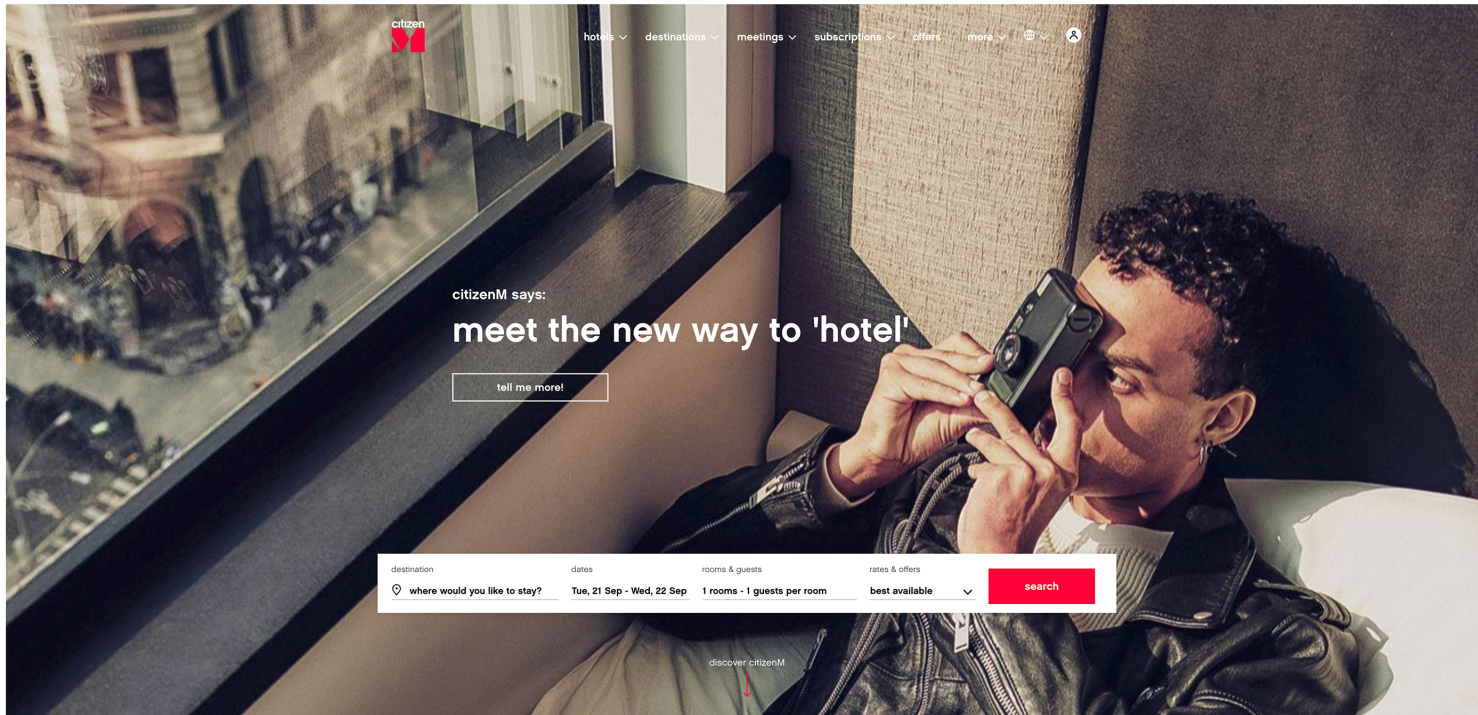 citizen
M
hotels
destinations
meetings
subscriptions
offers
more
citizenM says:
meet the new way to 'hotel'
tell me more!
destination
where would you like to stay?
dates
Tue, 21 Sep - Wed, 22 Sep
rooms & guests
1 rooms - 1 guests per room
rates & offers
best available
search
discover citizenM